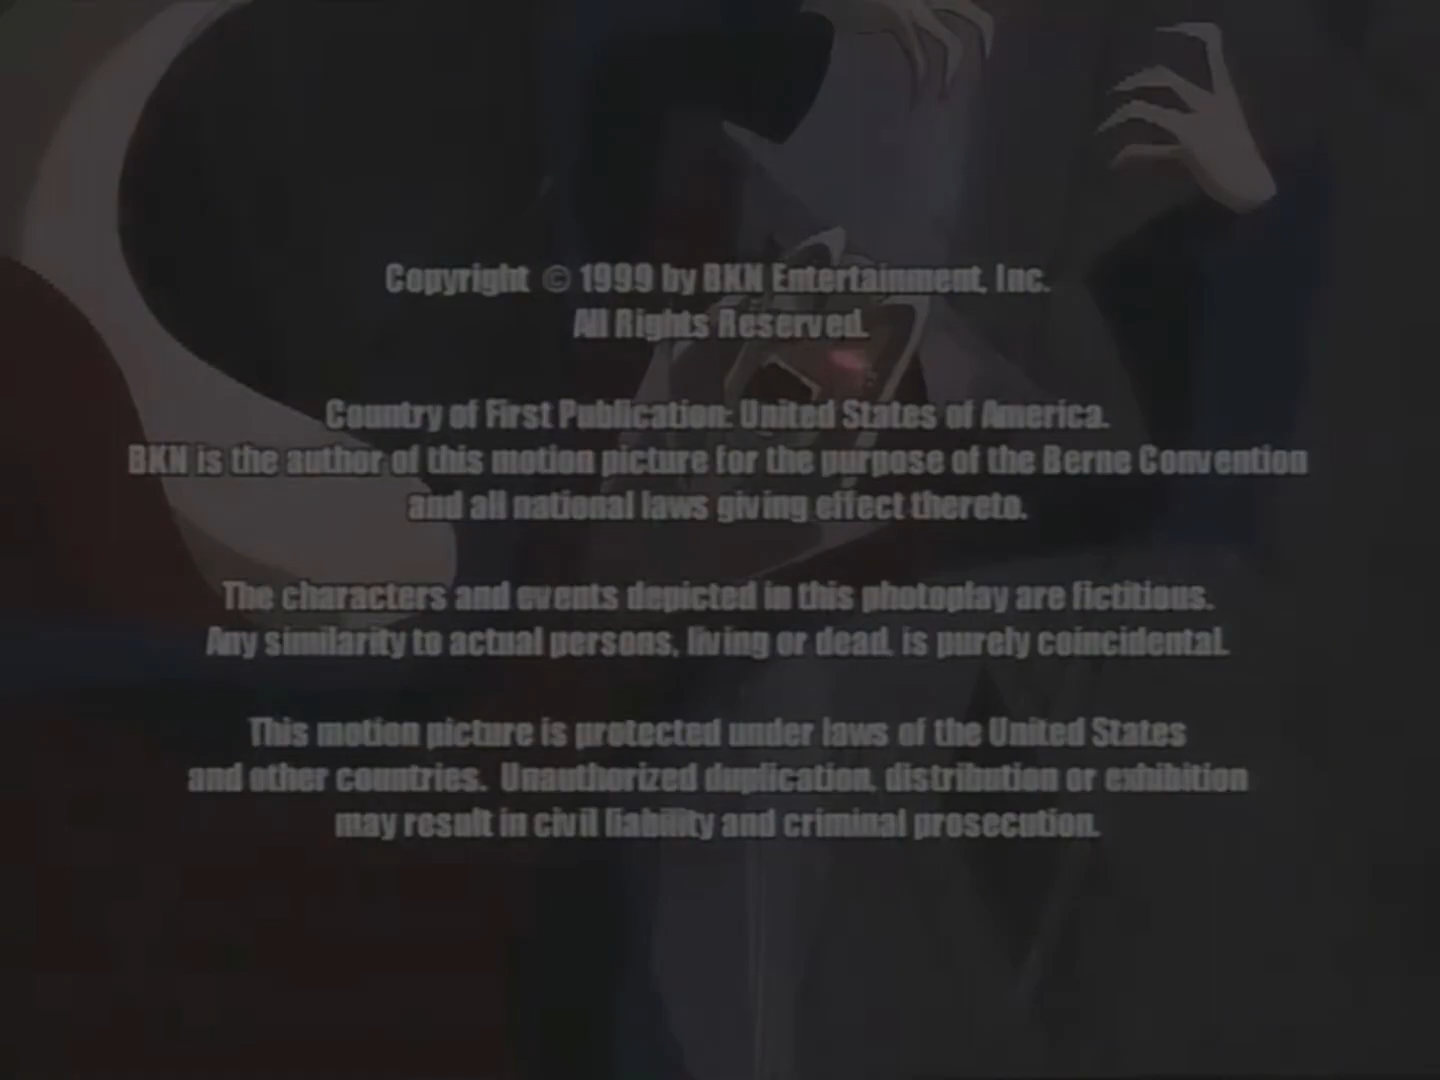 Copyright © 1999 by BKN Entertainment, Inc.
All Rights Reserved.
Country of First Publication: United States of America.
BKN is the author of this motion picture for the purpose of the Berne Convention
and all national laws giving effect thereto.
The characters and events depicted in this photoplay are fictitious.
Any similarity to actual persons, living or dead, is purely coincidental.
This motion picture is protected under laws of the United States
and other countries. Unauthorized duplication, distribution or exhibition
may result in civil liability and criminal prosecution.